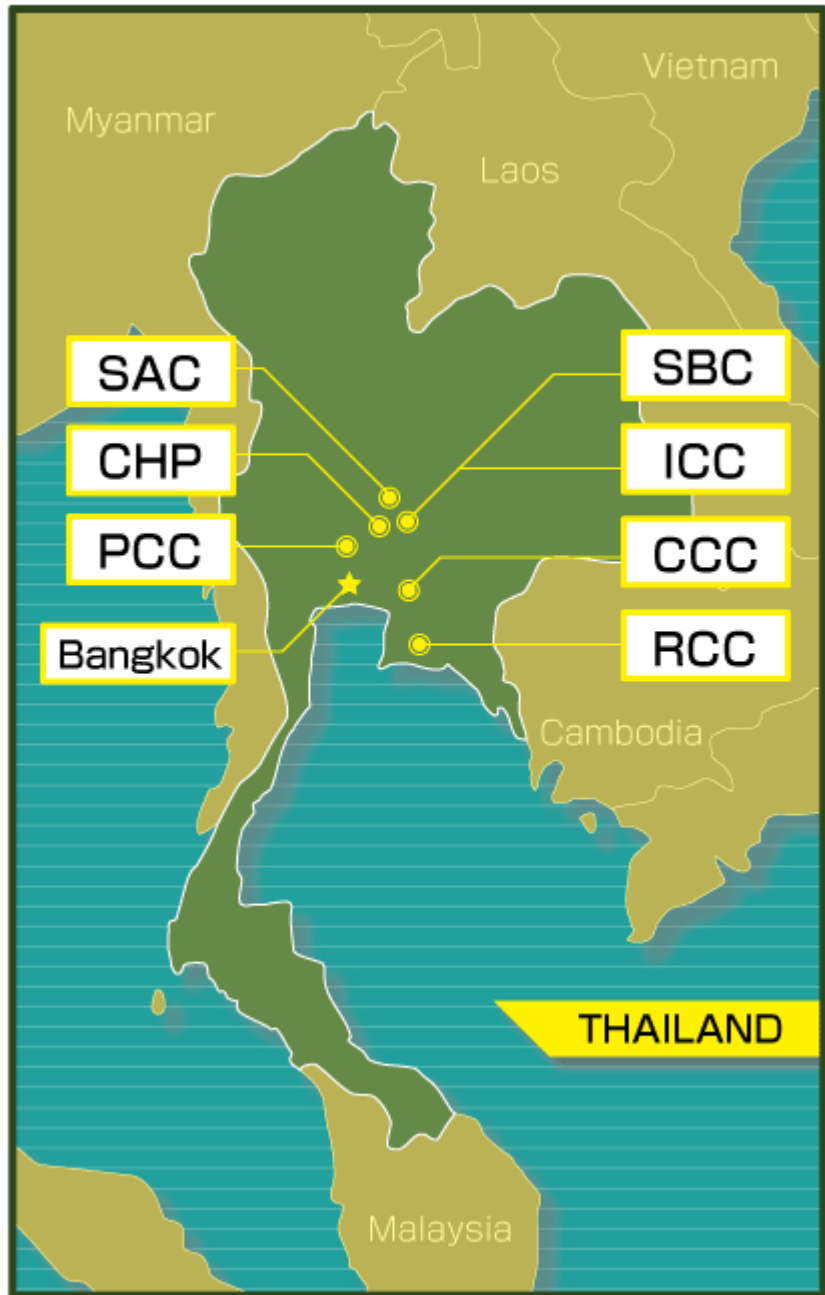 Vietnam
Myanmar
Laos
SAC
SBC
CHP
ICC
PCC
CCC
Bangkok
RCC
Cambodia
THAILAND
Malaysia